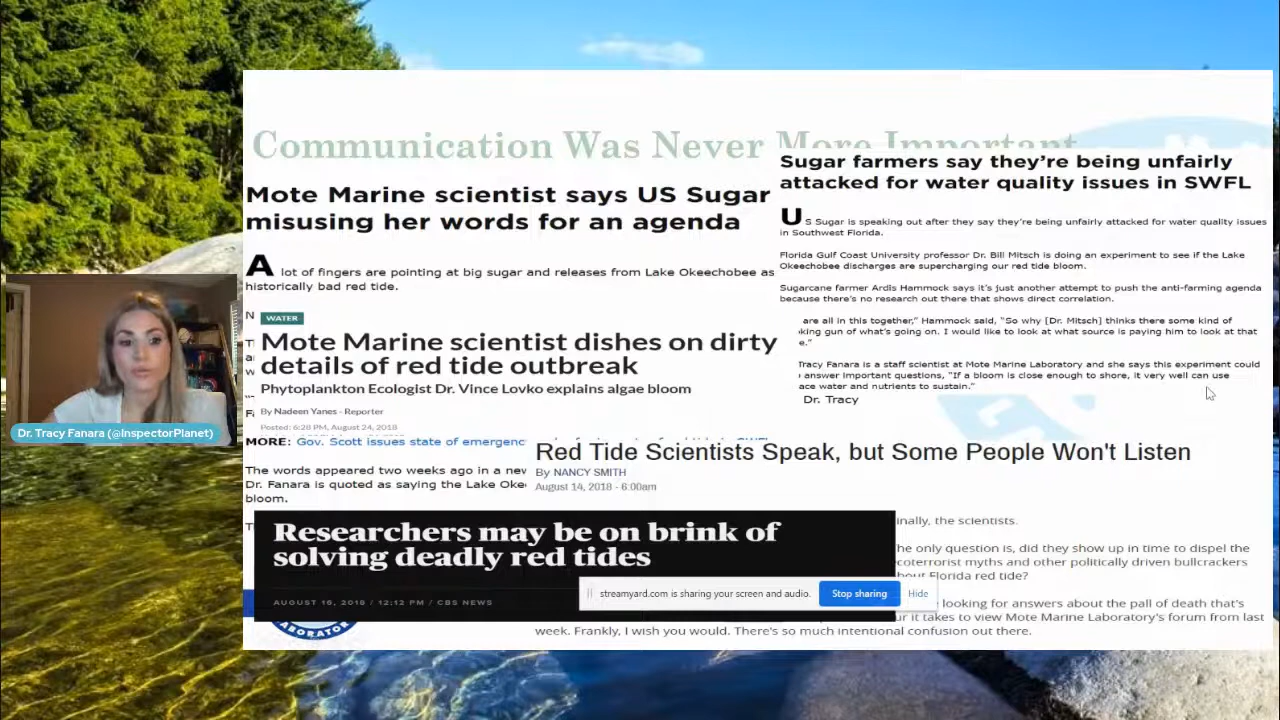 Communication Was Never More Important
Mote Marine scientist says US Sugar
misusing her words for an agenda
A lot of fingers are pointing at big sugar and releases from Lake Okeechobee as
historically bad red tide.
N
WATER
Mote Marine scientist dishes on dirty
details of red tide outbreak
Phytoplankton Ecologist Dr. Vince Lovko explains algae bloom
By Nadeen Yanes - Reporter
Posted: 6:28 PM, August 24, 2018
MORE: Gov. Scott issues state of emergenc
The words appeared two weeks ago in a new
Dr. Fanara is quoted as saying the Lake Oke
bloom.
Sugar farmers say they're being unfairly
attacked for water quality issues in SWFL
US Sugar is speaking out after they say they're being unfairly attacked for water quality issues
in Southwest Florida.
Florida Gulf Coast University professor Dr. Bill Mitsch is doing an experiment to see if the Lake
Okeechobee discharges are supercharging our red tide bloom.
Sugarcane farmer Ardis Hammock says it's just another attempt to push the anti-farming agenda
because there's no research out there that shows direct correlation.
are all in this together,” Hammock said, “So why [Dr. Mitsch] thinks there some kind of
king gun of what's going on. I would like to look at what source is paying him to look at that
e.”
Tracy Fanara is a staff scientist at Mote Marine Laboratory and she says this experiment could
answer important questions, “If a bloom is close enough to shore, it very well can use
ace water and nutrients to sustain.”
Dr. Tracy
Red Tide Scientists Speak, but Some People Won't Listen
By NANCY SMITH
August 14, 2018 - 6:00am
inally, the scientists.
he only question is, did they show up in time to dispel the
coterrorist myths and other politically driven bullcrackers
bout Florida red tide?
looking for answers about the pall of death that's
ur it takes to view Mote Marine Laboratory's forum from last
week. Frankly, I wish you would. There's so much intentional confusion out there.
Researchers may be on brink of
solving deadly red tides
AUGUST 16, 2018 / 12:12 PM / CBS NEWS
streamyard.com is sharing your screen and audio. Stop sharing Hide
Dr. Tracy Fanara (@InspectorPlanet)